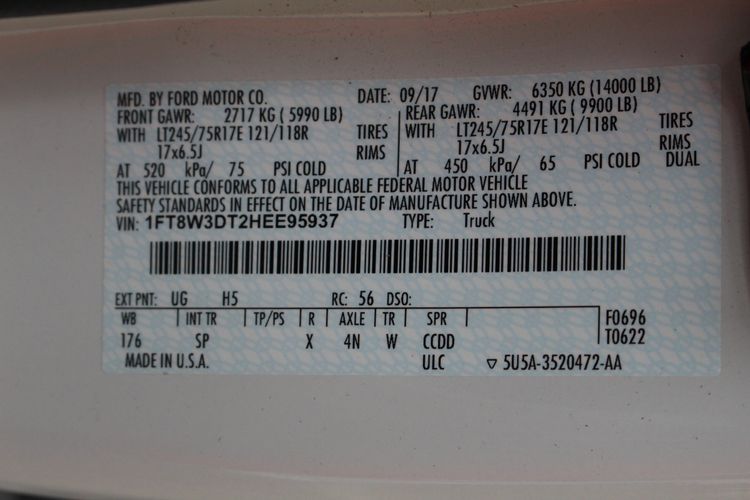 MFD. BY FORD MOTOR CO. DATE: 09/17 GVWR: 6350 KG (14000 LB)
FRONT GAWR: 2717 KG ( 5990 LB) REAR GAWR: 4491 KG ( 9900 LB)
WITH LT245/75R17E 121/118R TIRES WITH LT245/75R17E 121/118R TIRES
17x6.5J RIMS 17x6.5J RIMS
AT 520 kPa/ 75 PSI COLD AT 450 kPa/ 65 PSI COLD DUAL
THIS VEHICLE CONFORMS TO ALL APPLICABLE FEDERAL MOTOR VEHICLE
SAFETY STANDARDS IN EFFECT ON THE DATE OF MANUFACTURE SHOWN ABOVE.
VIN: 1FT8W3DT2HEE95937 TYPE: Truck
EXT PNT: UG H5 RC: 56 DSO:
WB INT TR TP/PS R AXLE TR SPR F0696
176 SP X 4N W CCDD T0622
MADE IN U.S.A. ULC ▽ 5U5A-3520472-AA